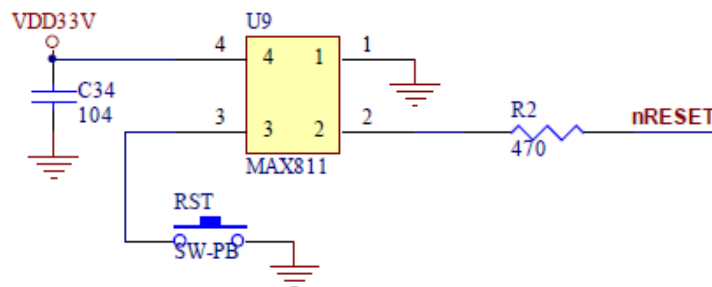 VDD33V
U9
4
4
1
1
C34
104
3
3
2
2
R2
nRESET
470
MAX811
RST
SW-PB